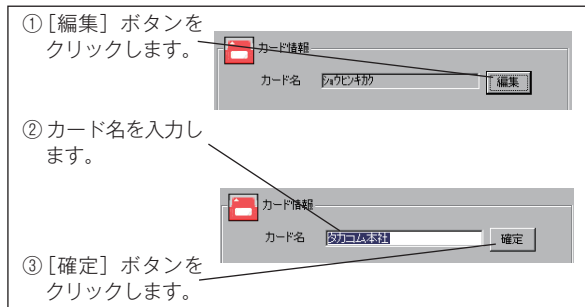 ①[編集] ボタンを
クリックします。
カード情報
カード名 ｼｮｳﾋﾝｷｶｸ 編集
② カード名を入力し
ます。
カード情報
カード名 タカコム本社 確定
③[確定] ボタンを
クリックします。